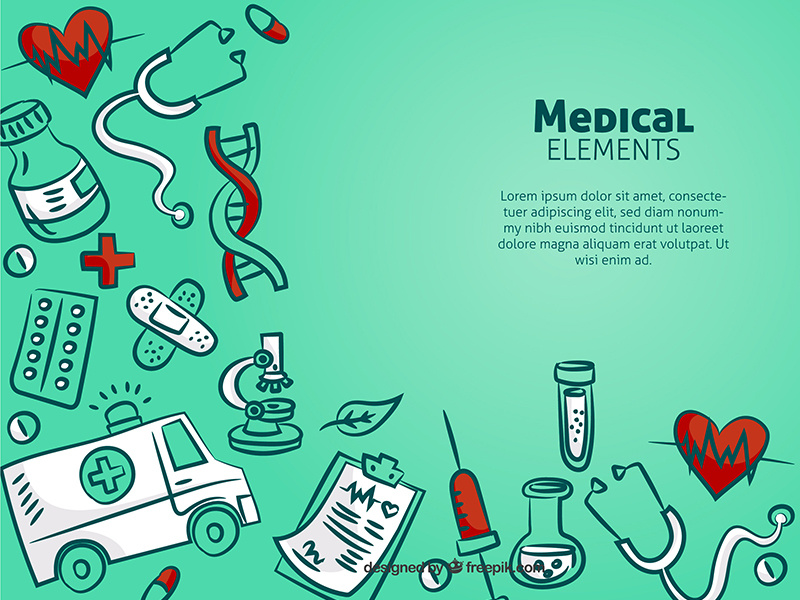 Medical
ELEMENTS
Lorem ipsum dolor sit amet, consecte-
tuer adipiscing elit, sed diam nonum-
my nibh euismod tincidunt ut laoreet
dolore magna aliquam erat volutpat. Ut
wisi enim ad.
designed by freepik.com